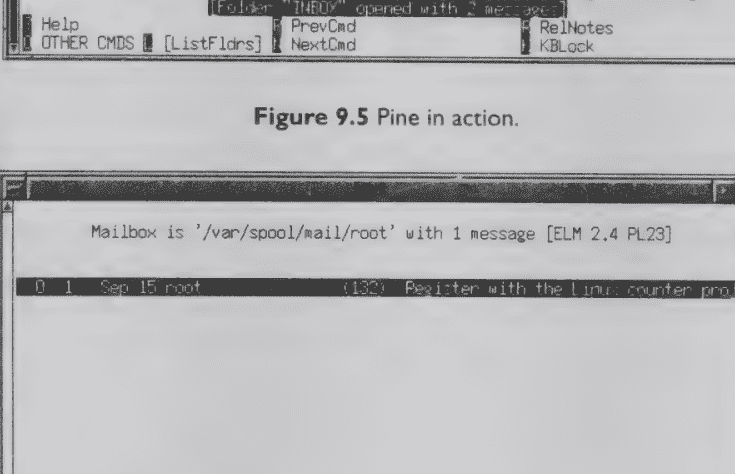 [Folder "INBOX" opened with 2 messages]
Help PrevCmd RelNotes
OTHER CMDS [ListFldrs] NextCmd KBLock
Figure 9.5 Pine in action.
Mailbox is '/var/spool/mail/root' with 1 message [ELM 2.4 PL23]
O 1 Sep 15 root (132) Register with the Linux counter pro